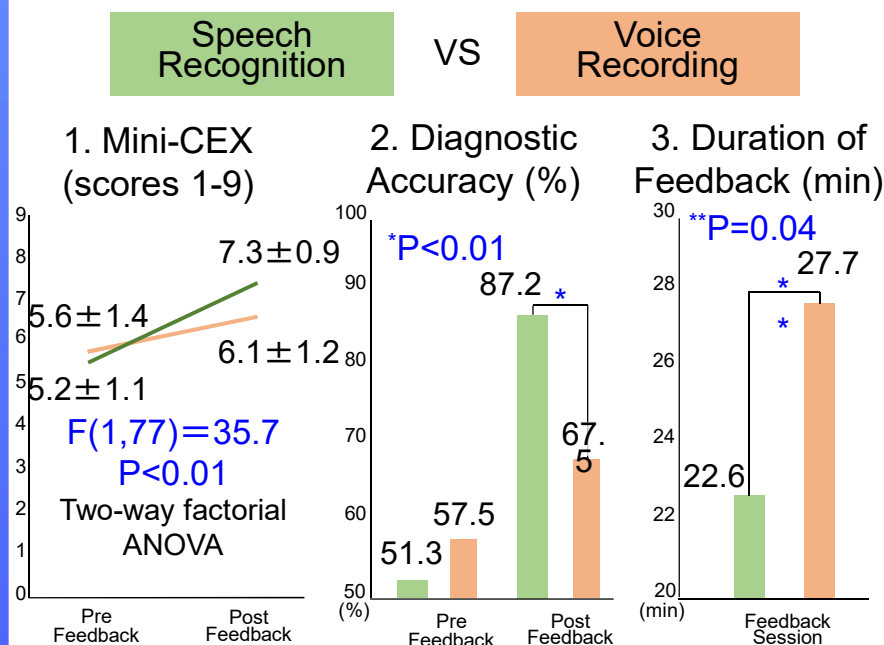 Speech
Recognition
VS
Voice
Recording
1. Mini-CEX
(scores 1-9)
9
8
7
6
5
4
3
2
1
0
7.3±0.9
5.6±1.4
6.1±1.2
5.2±1.1
F(1,77)=35.7
P<0.01
Two-way factorial
ANOVA
Pre
Feedback
Post
Feedback
2. Diagnostic
Accuracy (%)
100
90
80
70
60
50
(%)
*P<0.01
87.2
*
67.
5
57.5
51.3
Pre
Feedback
Post
Feedback
3. Duration of
Feedback (min)
30
28
26
24
22
20
(min)
**P=0.04
27.7
*
*
22.6
Feedback
Session